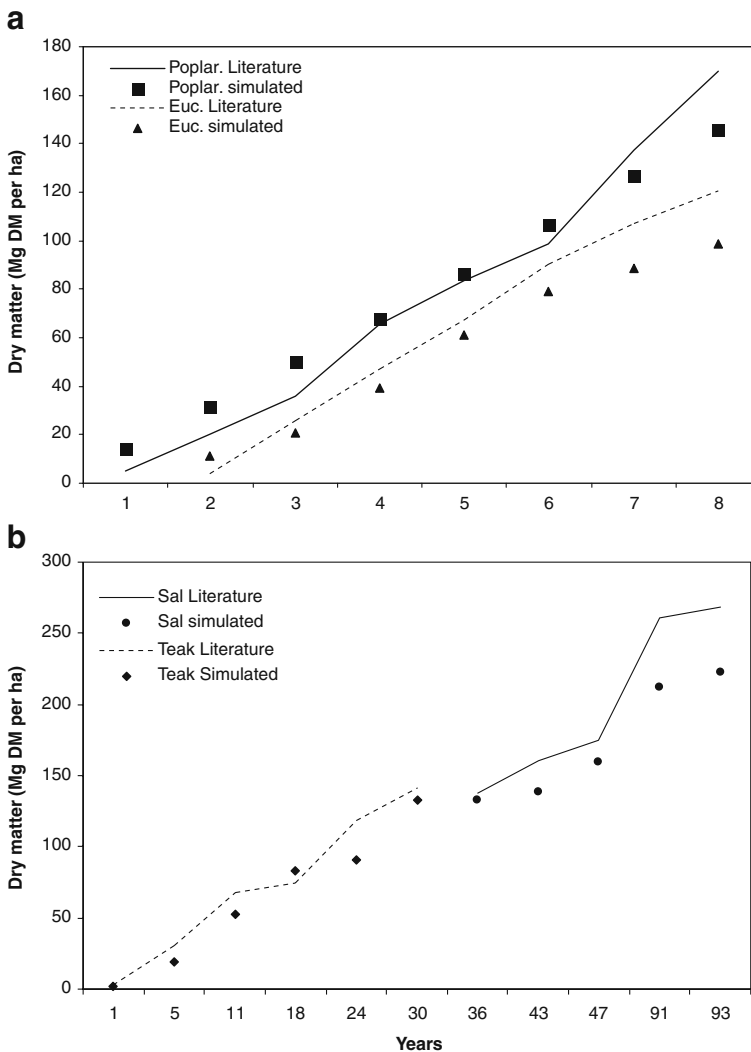 a
180
160
140
120
100
80
60
40
20
0
Dry matter (Mg DM per ha)
Poplar. Literature
Poplar. simulated
Euc. Literature
Euc. simulated
1 2 3 4 5 6 7 8
b
300
250
200
150
100
50
0
Dry matter (Mg DM per ha)
Sal Literature
Sal simulated
Teak Literature
Teak Simulated
1 5 11 18 24 30 36 43 47 91 93
Years